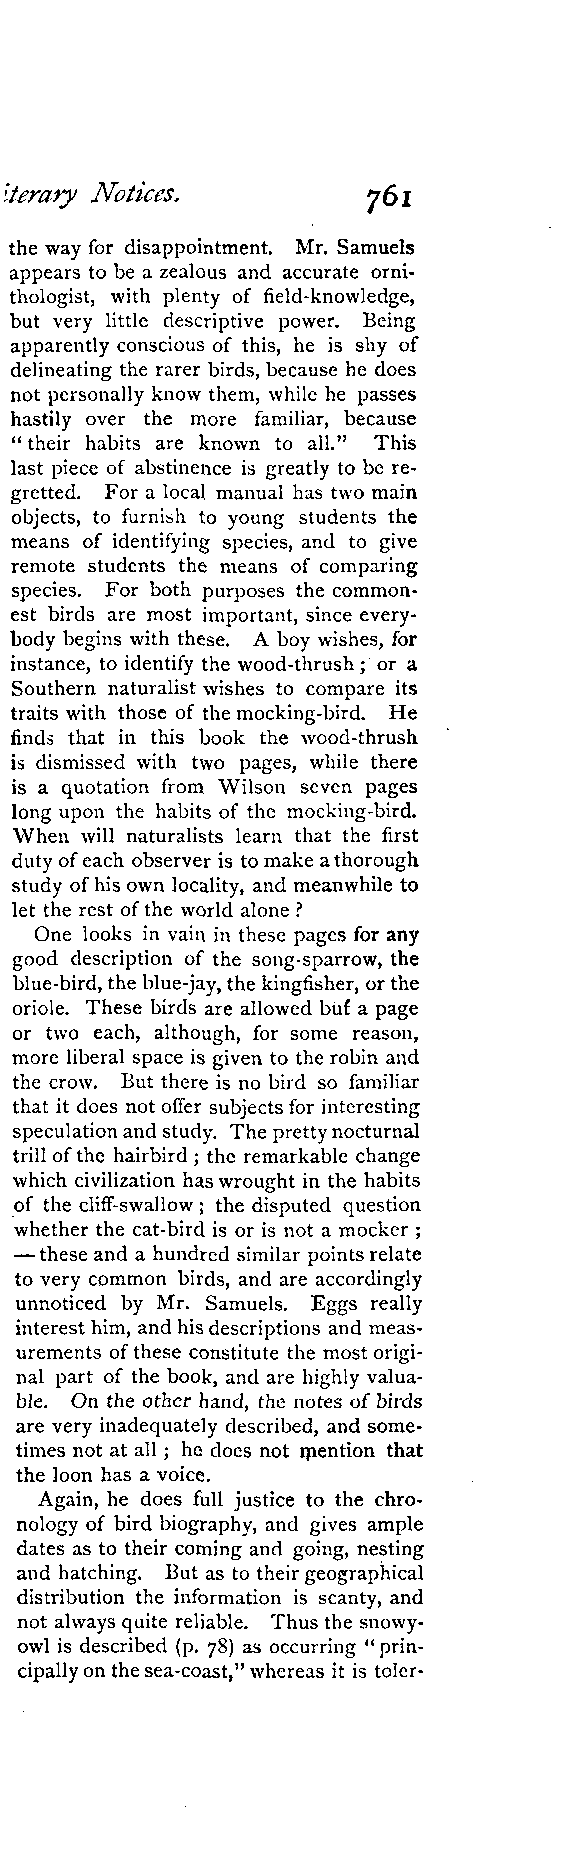 iterary Notices. 761
the way for disappointment. Mr. Samuels
appears to be a zealous and accurate orni-
thologist, with plenty of field-knowledge,
but very little descriptive power. Being
apparently conscious of this, he is shy of
delineating the rarer birds, because he does
not personally know them, while he passes
hastily over the more familiar, because
“their habits are known to all.” This
last piece of abstinence is greatly to be re-
gretted. For a local manual has two main
objects, to furnish to young students the
means of identifying species, and to give
remote students the means of comparing
species. For both purposes the common-
est birds are most important, since every-
body begins with these. A boy wishes, for
instance, to identify the wood-thrush; or a
Southern naturalist wishes to compare its
traits with those of the mocking-bird. He
finds that in this book the wood-thrush
is dismissed with two pages, while there
is a quotation from Wilson seven pages
long upon the habits of the mocking-bird.
When will naturalists learn that the first
duty of each observer is to make a thorough
study of his own locality, and meanwhile to
let the rest of the world alone?
One looks in vain in these pages for any
good description of the song-sparrow, the
blue-bird, the blue-jay, the kingfisher, or the
oriole. These birds are allowed but a page
or two each, although, for some reason,
more liberal space is given to the robin and
the crow. But there is no bird so familiar
that it does not offer subjects for interesting
speculation and study. The pretty nocturnal
trill of the hairbird; the remarkable change
which civilization has wrought in the habits
of the cliff-swallow; the disputed question
whether the cat-bird is or is not a mocker;
— these and a hundred similar points relate
to very common birds, and are accordingly
unnoticed by Mr. Samuels. Eggs really
interest him, and his descriptions and meas-
urements of these constitute the most origi-
nal part of the book, and are highly valua-
ble. On the other hand, the notes of birds
are very inadequately described, and some-
times not at all; he does not mention that
the loon has a voice.
Again, he does full justice to the chro-
nology of bird biography, and gives ample
dates as to their coming and going, nesting
and hatching. But as to their geographical
distribution the information is scanty, and
not always quite reliable. Thus the snowy-
owl is described (p. 78) as occurring “prin-
cipally on the sea-coast,” whereas it is toler-